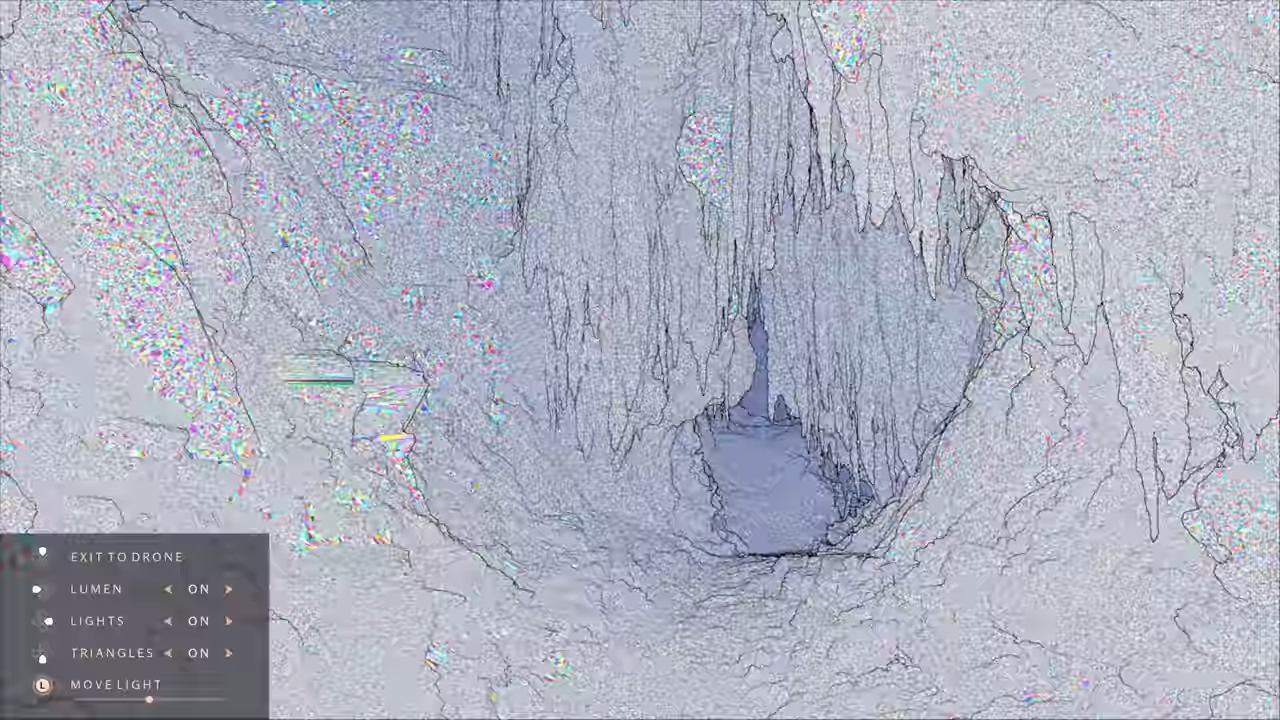 EXIT TO DRONE
LUMEN ON
LIGHTS ON
TRIANGLES ON
L MOVE LIGHT